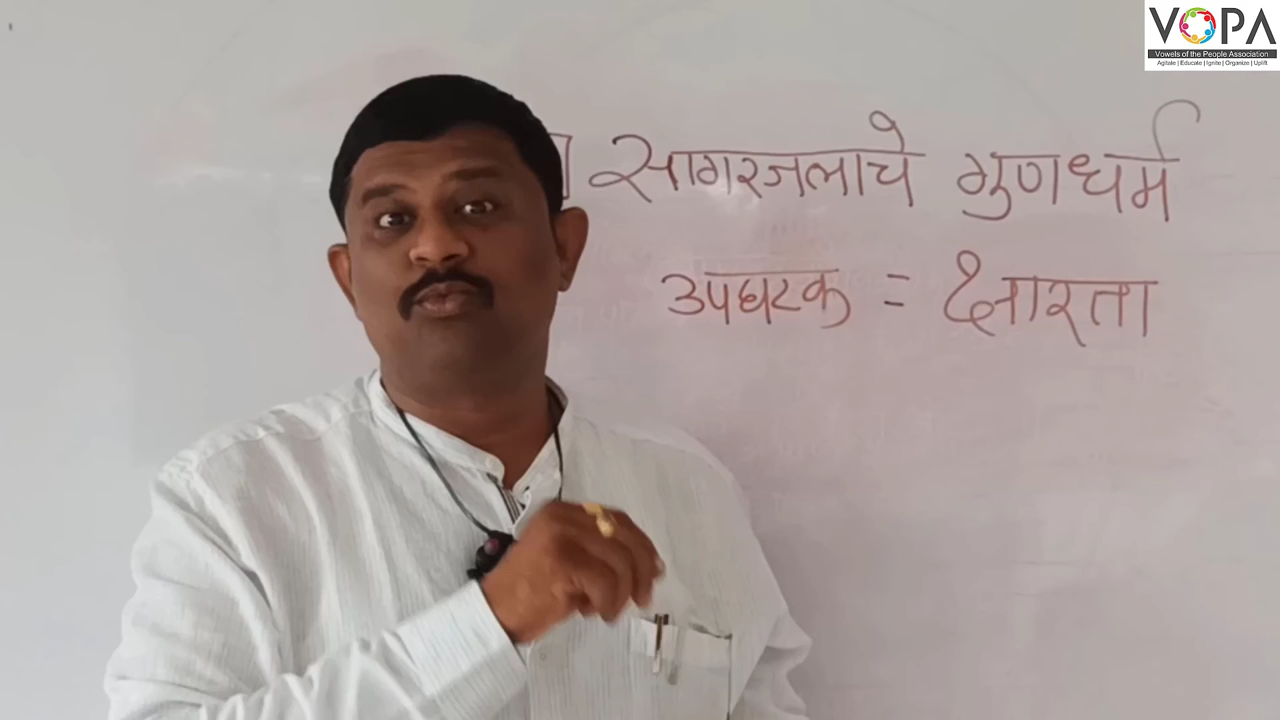 VOPA
Vowels of the People Association
Agitate | Educate | Ignite | Organize | Uplift
सागरजलाचे गुणधर्म
उपघटक = क्षारता